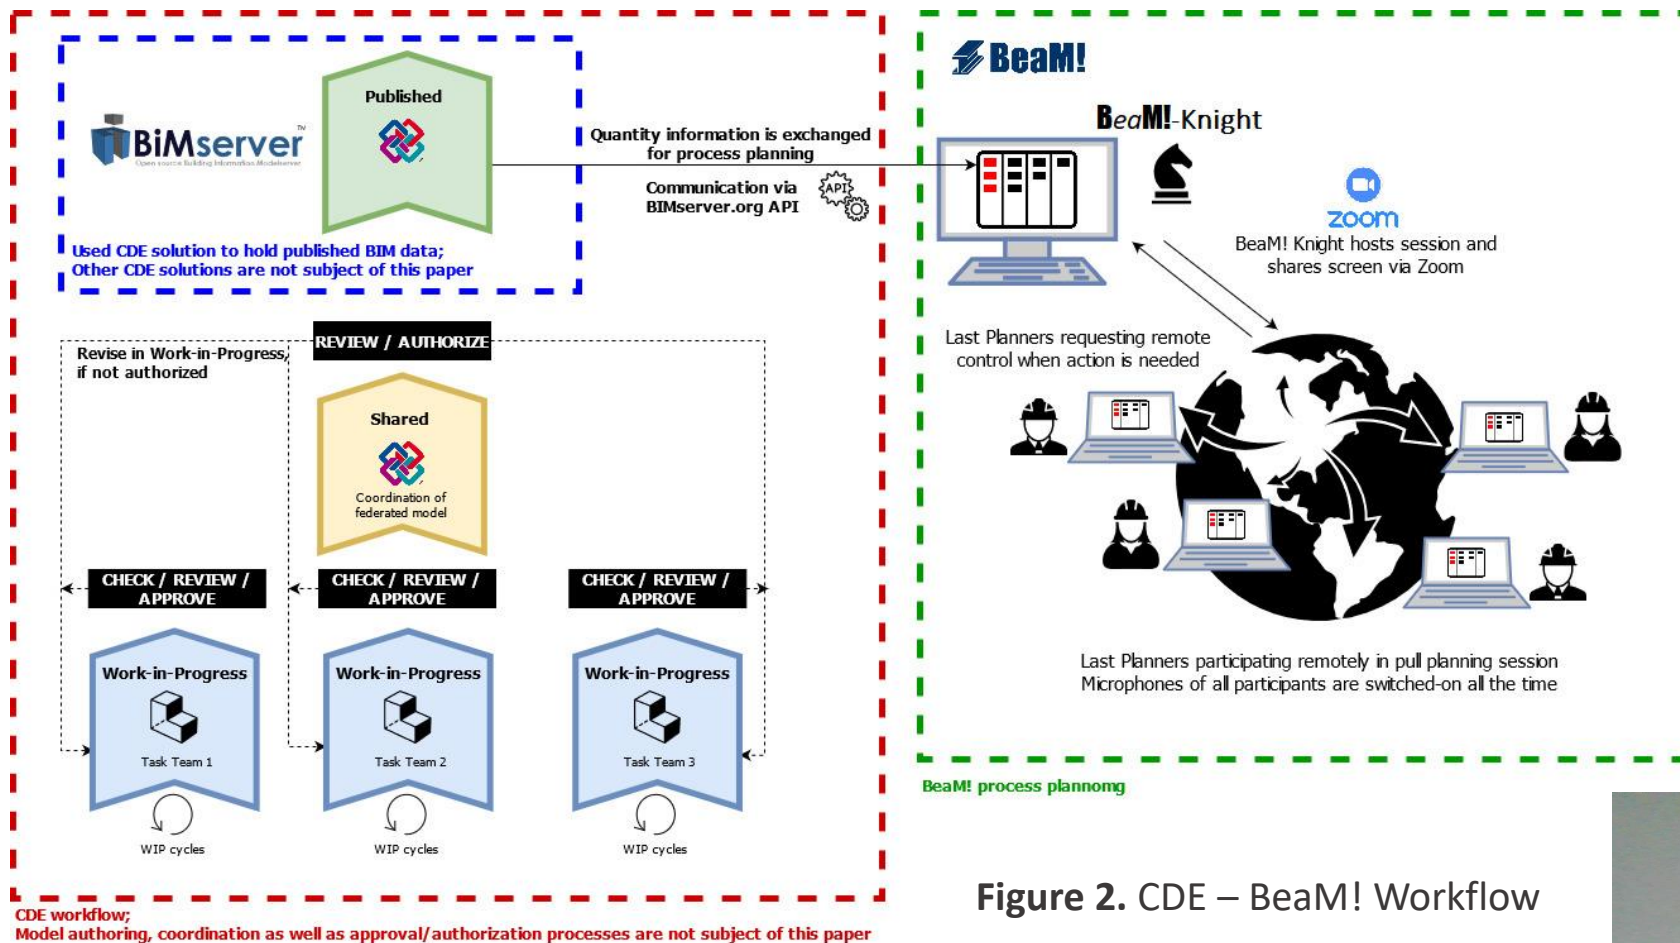 BiMserver™
Open source Building Information Modelserver
Published
Used CDE solution to hold published BIM data;
Other CDE solutions are not subject of this paper
Quantity information is exchanged
for process planning
Communication via
BIMserver.org API
API
REVIEW / AUTHORIZE
Revise in Work-in-Progress,
if not authorized
Shared
Coordination of
federated model
CHECK / REVIEW /
APPROVE
CHECK / REVIEW /
APPROVE
CHECK / REVIEW /
APPROVE
Work-in-Progress
Task Team 1
WIP cycles
Work-in-Progress
Task Team 2
WIP cycles
Work-in-Progress
Task Team 3
WIP cycles
CDE workflow;
Model authoring, coordination as well as approval/authorization processes are not subject of this paper
BeaM!
BeaM!-Knight
zoom
BeaM! Knight hosts session and
shares screen via Zoom
Last Planners requesting remote
control when action is needed
Last Planners participating remotely in pull planning session
Microphones of all participants are switched-on all the time
BeaM! process plannomg
Figure 2. CDE – BeaM! Workflow